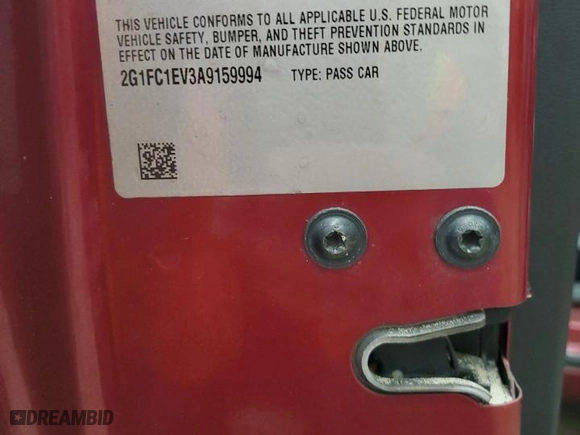 THIS VEHICLE CONFORMS TO ALL APPLICABLE U.S. FEDERAL MOTOR
VEHICLE SAFETY, BUMPER, AND THEFT PREVENTION STANDARDS IN
EFFECT ON THE DATE OF MANUFACTURE SHOWN ABOVE.
2G1FC1EV3A9159994 TYPE: PASS CAR
DREAMBID